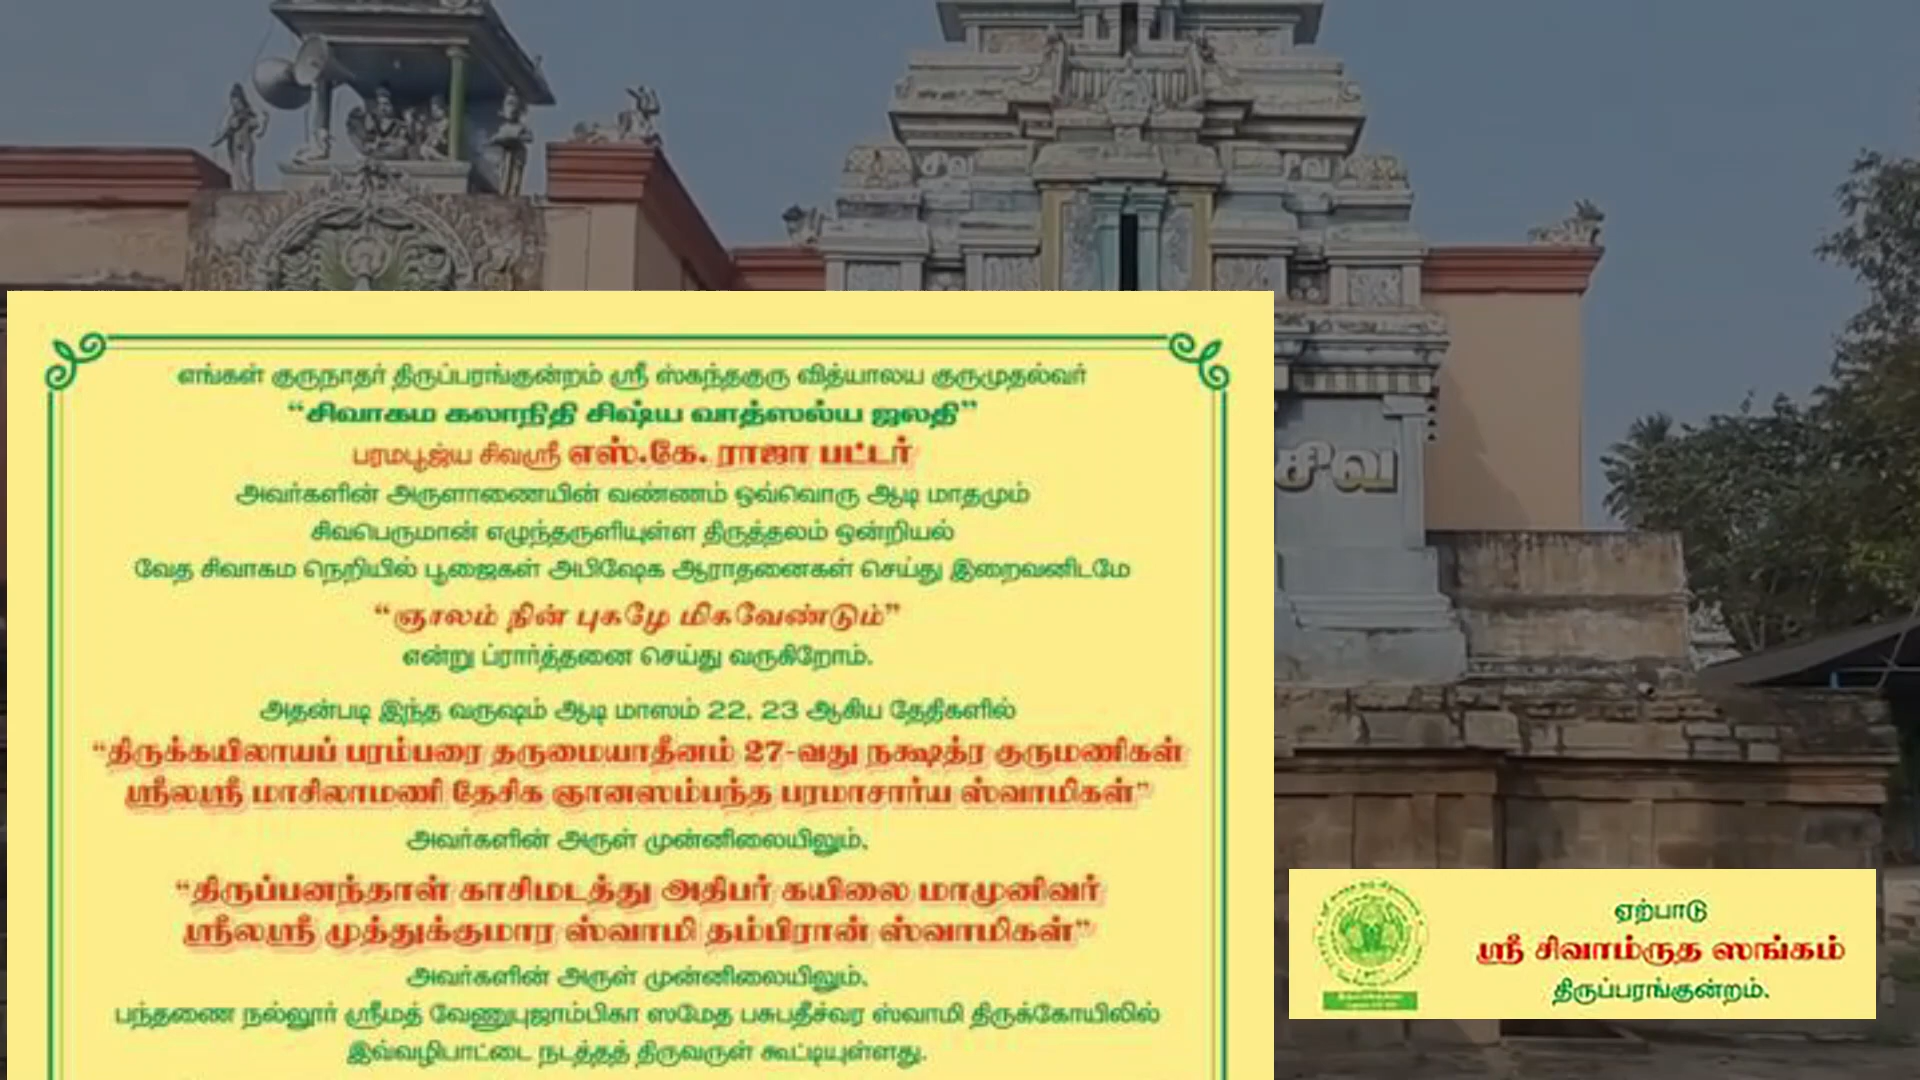 சிவ
சிவ
சிவ
எங்கள் குருநாதர் திருப்பரங்குன்றம் ஸ்ரீ ஸ்கந்தகுரு வித்யாலய குருமுதல்வர்
“சிவாகம கலாநிதி சிஷ்ய வாத்ஸல்ய ஜலதி”
பரமபூஜ்ய சிவஸ்ரீ எஸ்.கே. ராஜா பட்டர்
அவர்களின் அருளாணையின் வண்ணம் ஒவ்வொரு ஆடி மாதமும்
சிவபெருமான் எழுந்தருளியுள்ள திருத்தலம் ஒன்றியல்
வேத சிவாகம நெறியில் பூஜைகள் அபிஷேக ஆராதனைகள் செய்து இறைவனிடமே
“ஞாலம் நின் புகழே மிகவேண்டும்”
என்று ப்ரார்த்தனை செய்து வருகிறோம்.
அதன்படி இந்த வருஷம் ஆடி மாஸம் 22, 23 ஆகிய தேதிகளில்
“திருக்கயிலாயப் பரம்பரை தருமையாதீனம் 27-வது நக்ஷத்ர குருமணிகள்
ஸ்ரீலஸ்ரீ மாசிலாமணி தேசிக ஞானஸம்பந்த பரமாசார்ய ஸ்வாமிகள்”
அவர்களின் அருள் முன்னிலையிலும்,
“திருப்பனந்தாள் காசிமடத்து அதிபர் கயிலை மாமுனிவர்
ஸ்ரீலஸ்ரீ முத்துக்குமார ஸ்வாமி தம்பிரான் ஸ்வாமிகள்”
அவர்களின் அருள் முன்னிலையிலும்,
பந்தணை நல்லூர் ஸ்ரீமத் வேணுபுஜாம்பிகா ஸமேத பசுபதீச்வர ஸ்வாமி திருக்கோயிலில்
இவ்வழிபாட்டை நடத்தத் திருவருள் கூட்டியுள்ளது.
ஏற்பாடு
ஸ்ரீ சிவாம்ருத ஸங்கம்
திருப்பரங்குன்றம்.